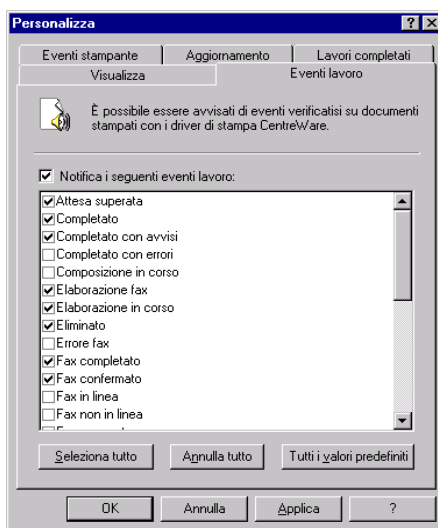 Personalizza
Eventi stampante Aggiornamento Lavori completati
Visualizza Eventi lavoro
È possibile essere avvisati di eventi verificatisi su documenti
stampati con i driver di stampa CentreWare.
Notifica i seguenti eventi lavoro:
Attesa superata
Completato
Completato con avvisi
Completato con errori
Composizione in corso
Elaborazione fax
Elaborazione in corso
Eliminato
Errore fax
Fax completato
Fax confermato
Fax in linea
Fax non in linea
Seleziona tutto Annulla tutto Tutti i valori predefiniti
OK Annulla Applica ?